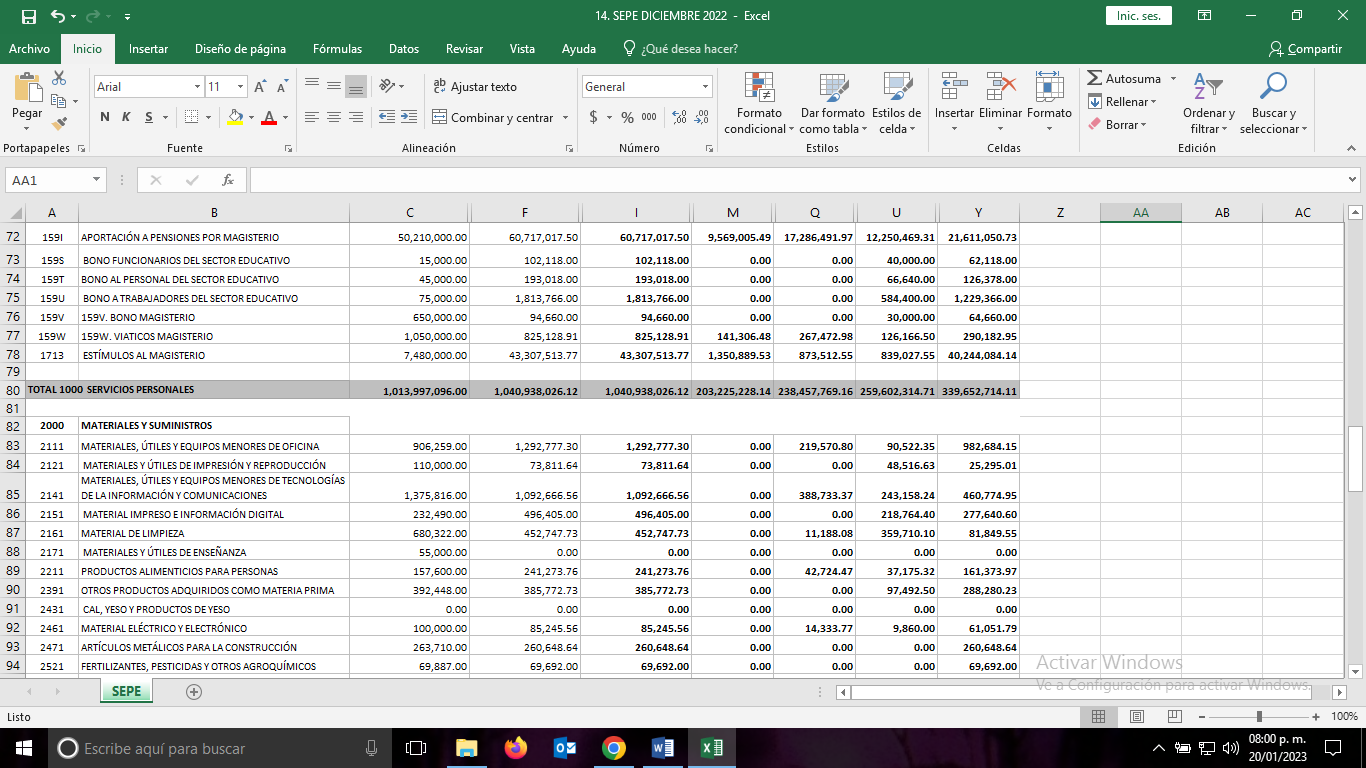 14. SEPE DICIEMBRE 2022 - Excel
Inic. ses.
Archivo Inicio Insertar Diseño de página Fórmulas Datos Revisar Vista Ayuda ¿Qué desea hacer? Compartir
Pegar
Arial 11
N K S
Ajustar texto
Combinar y centrar
General
$ % 000
Formato condicional
Dar formato como tabla
Estilos de celda
Insertar Eliminar Formato
Autosuma
Rellenar
Borrar
Ordenar y filtrar
Buscar y seleccionar
Portapapeles Fuente Alineación Número Estilos Celdas Edición
AA1 fx
A B C F I M Q U Y Z AA AB AC
72 159I APORTACIÓN A PENSIONES POR MAGISTERIO 50,210,000.00 60,717,017.50 60,717,017.50 9,569,005.49 17,286,491.97 12,250,469.31 21,611,050.73
73 159S BONO FUNCIONARIOS DEL SECTOR EDUCATIVO 15,000.00 102,118.00 102,118.00 0.00 0.00 40,000.00 62,118.00
74 159T BONO AL PERSONAL DEL SECTOR EDUCATIVO 45,000.00 193,018.00 193,018.00 0.00 0.00 66,640.00 126,378.00
75 159U BONO A TRABAJADORES DEL SECTOR EDUCATIVO 75,000.00 1,813,766.00 1,813,766.00 0.00 0.00 584,400.00 1,229,366.00
76 159V 159V. BONO MAGISTERIO 650,000.00 94,660.00 94,660.00 0.00 0.00 30,000.00 64,660.00
77 159W 159W. VIATICOS MAGISTERIO 1,050,000.00 825,128.91 825,128.91 141,306.48 267,472.98 126,166.50 290,182.95
78 1713 ESTÍMULOS AL MAGISTERIO 7,480,000.00 43,307,513.77 43,307,513.77 1,350,889.53 873,512.55 839,027.55 40,244,084.14
79
80 TOTAL 1000 SERVICIOS PERSONALES 1,013,997,096.00 1,040,938,026.12 1,040,938,026.12 203,225,228.14 238,457,769.16 259,602,314.71 339,652,714.11
81
82 2000 MATERIALES Y SUMINISTROS
83 2111 MATERIALES, ÚTILES Y EQUIPOS MENORES DE OFICINA 906,259.00 1,292,777.30 1,292,777.30 0.00 219,570.80 90,522.35 982,684.15
84 2121 MATERIALES Y ÚTILES DE IMPRESIÓN Y REPRODUCCIÓN 110,000.00 73,811.64 73,811.64 0.00 0.00 48,516.63 25,295.01
MATERIALES, ÚTILES Y EQUIPOS MENORES DE TECNOLOGÍAS
85 2141 DE LA INFORMACIÓN Y COMUNICACIONES 1,375,816.00 1,092,666.56 1,092,666.56 0.00 388,733.37 243,158.24 460,774.95
86 2151 MATERIAL IMPRESO E INFORMACIÓN DIGITAL 232,490.00 496,405.00 496,405.00 0.00 0.00 218,764.40 277,640.60
87 2161 MATERIAL DE LIMPIEZA 680,322.00 452,747.73 452,747.73 0.00 11,188.08 359,710.10 81,849.55
88 2171 MATERIALES Y ÚTILES DE ENSEÑANZA 55,000.00 0.00 0.00 0.00 0.00 0.00 0.00
89 2211 PRODUCTOS ALIMENTICIOS PARA PERSONAS 157,600.00 241,273.76 241,273.76 0.00 42,724.47 37,175.32 161,373.97
90 2391 OTROS PRODUCTOS ADQUIRIDOS COMO MATERIA PRIMA 392,448.00 385,772.73 385,772.73 0.00 0.00 97,492.50 288,280.23
91 2431 CAL, YESO Y PRODUCTOS DE YESO 0.00 0.00 0.00 0.00 0.00 0.00 0.00
92 2461 MATERIAL ELÉCTRICO Y ELECTRÓNICO 100,000.00 85,245.56 85,245.56 0.00 14,333.77 9,860.00 61,051.79
93 2471 ARTÍCULOS METÁLICOS PARA LA CONSTRUCCIÓN 263,710.00 260,648.64 260,648.64 0.00 0.00 0.00 260,648.64
94 2521 FERTILIZANTES, PESTICIDAS Y OTROS AGROQUÍMICOS 69,887.00 69,692.00 69,692.00 0.00 0.00 0.00 69,692.00
Activar Windows
Ve a Configuración para activar Windows.
SEPE
Listo
100%
Escribe aquí para buscar
08:00 p. m.
20/01/2023